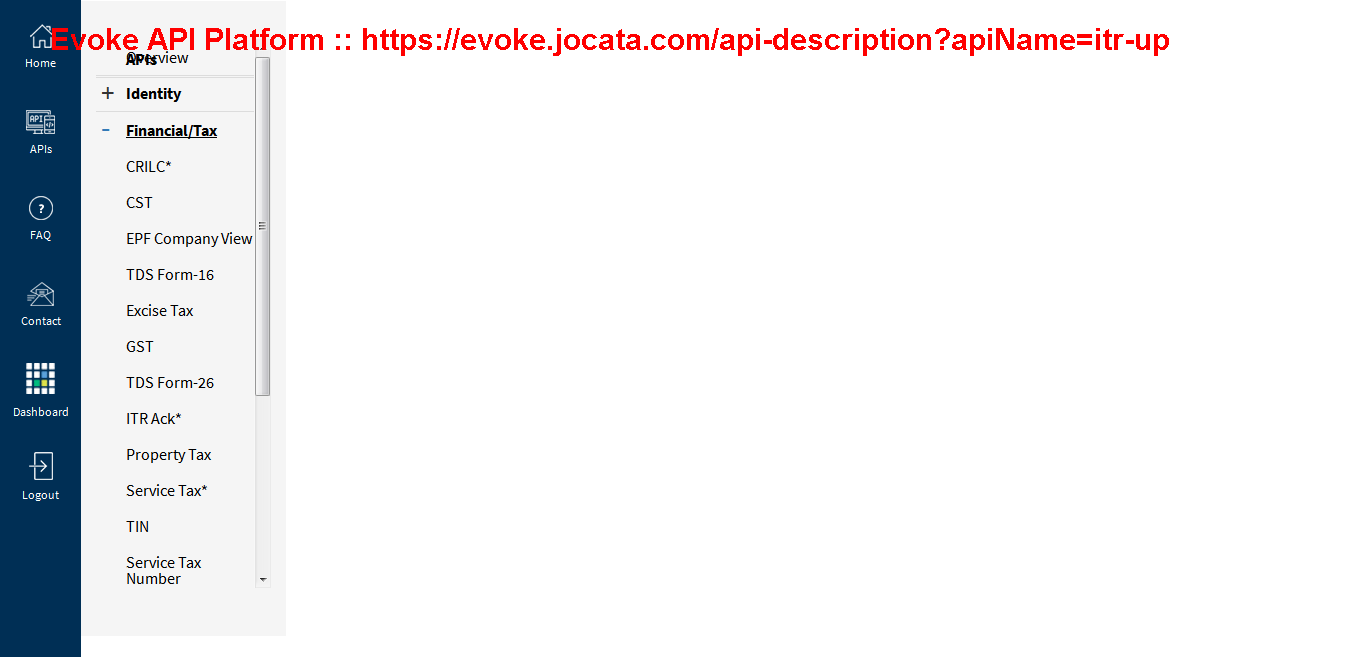 Evoke API Platform :: https://evoke.jocata.com/api-description?apiName=itr-up
Home
APIs
FAQ
Contact
Dashboard
Logout
APIs
Overview
Identity
Financial/Tax
CRILC*
CST
EPF Company View
TDS Form-16
Excise Tax
GST
TDS Form-26
ITR Ack*
Property Tax
Service Tax*
TIN
Service Tax
Number